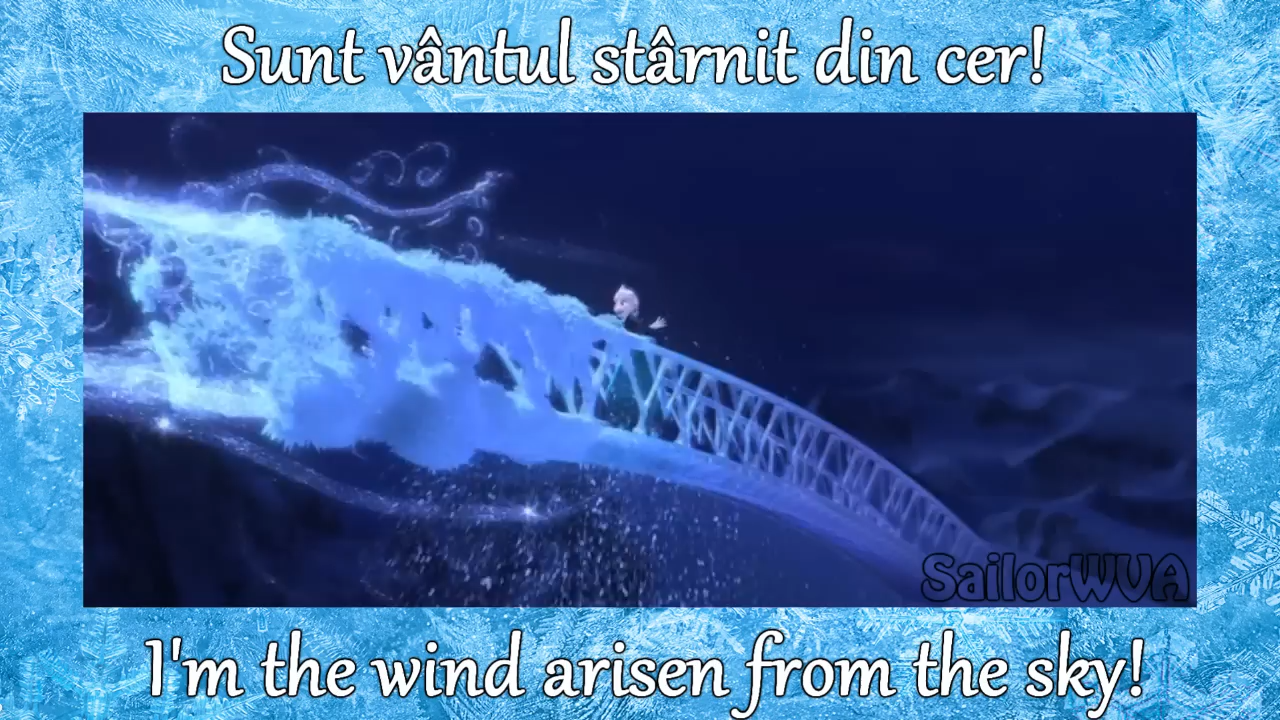 Sunt vântul stârnit din cer!
SailorWVA
I'm the wind arisen from the sky!